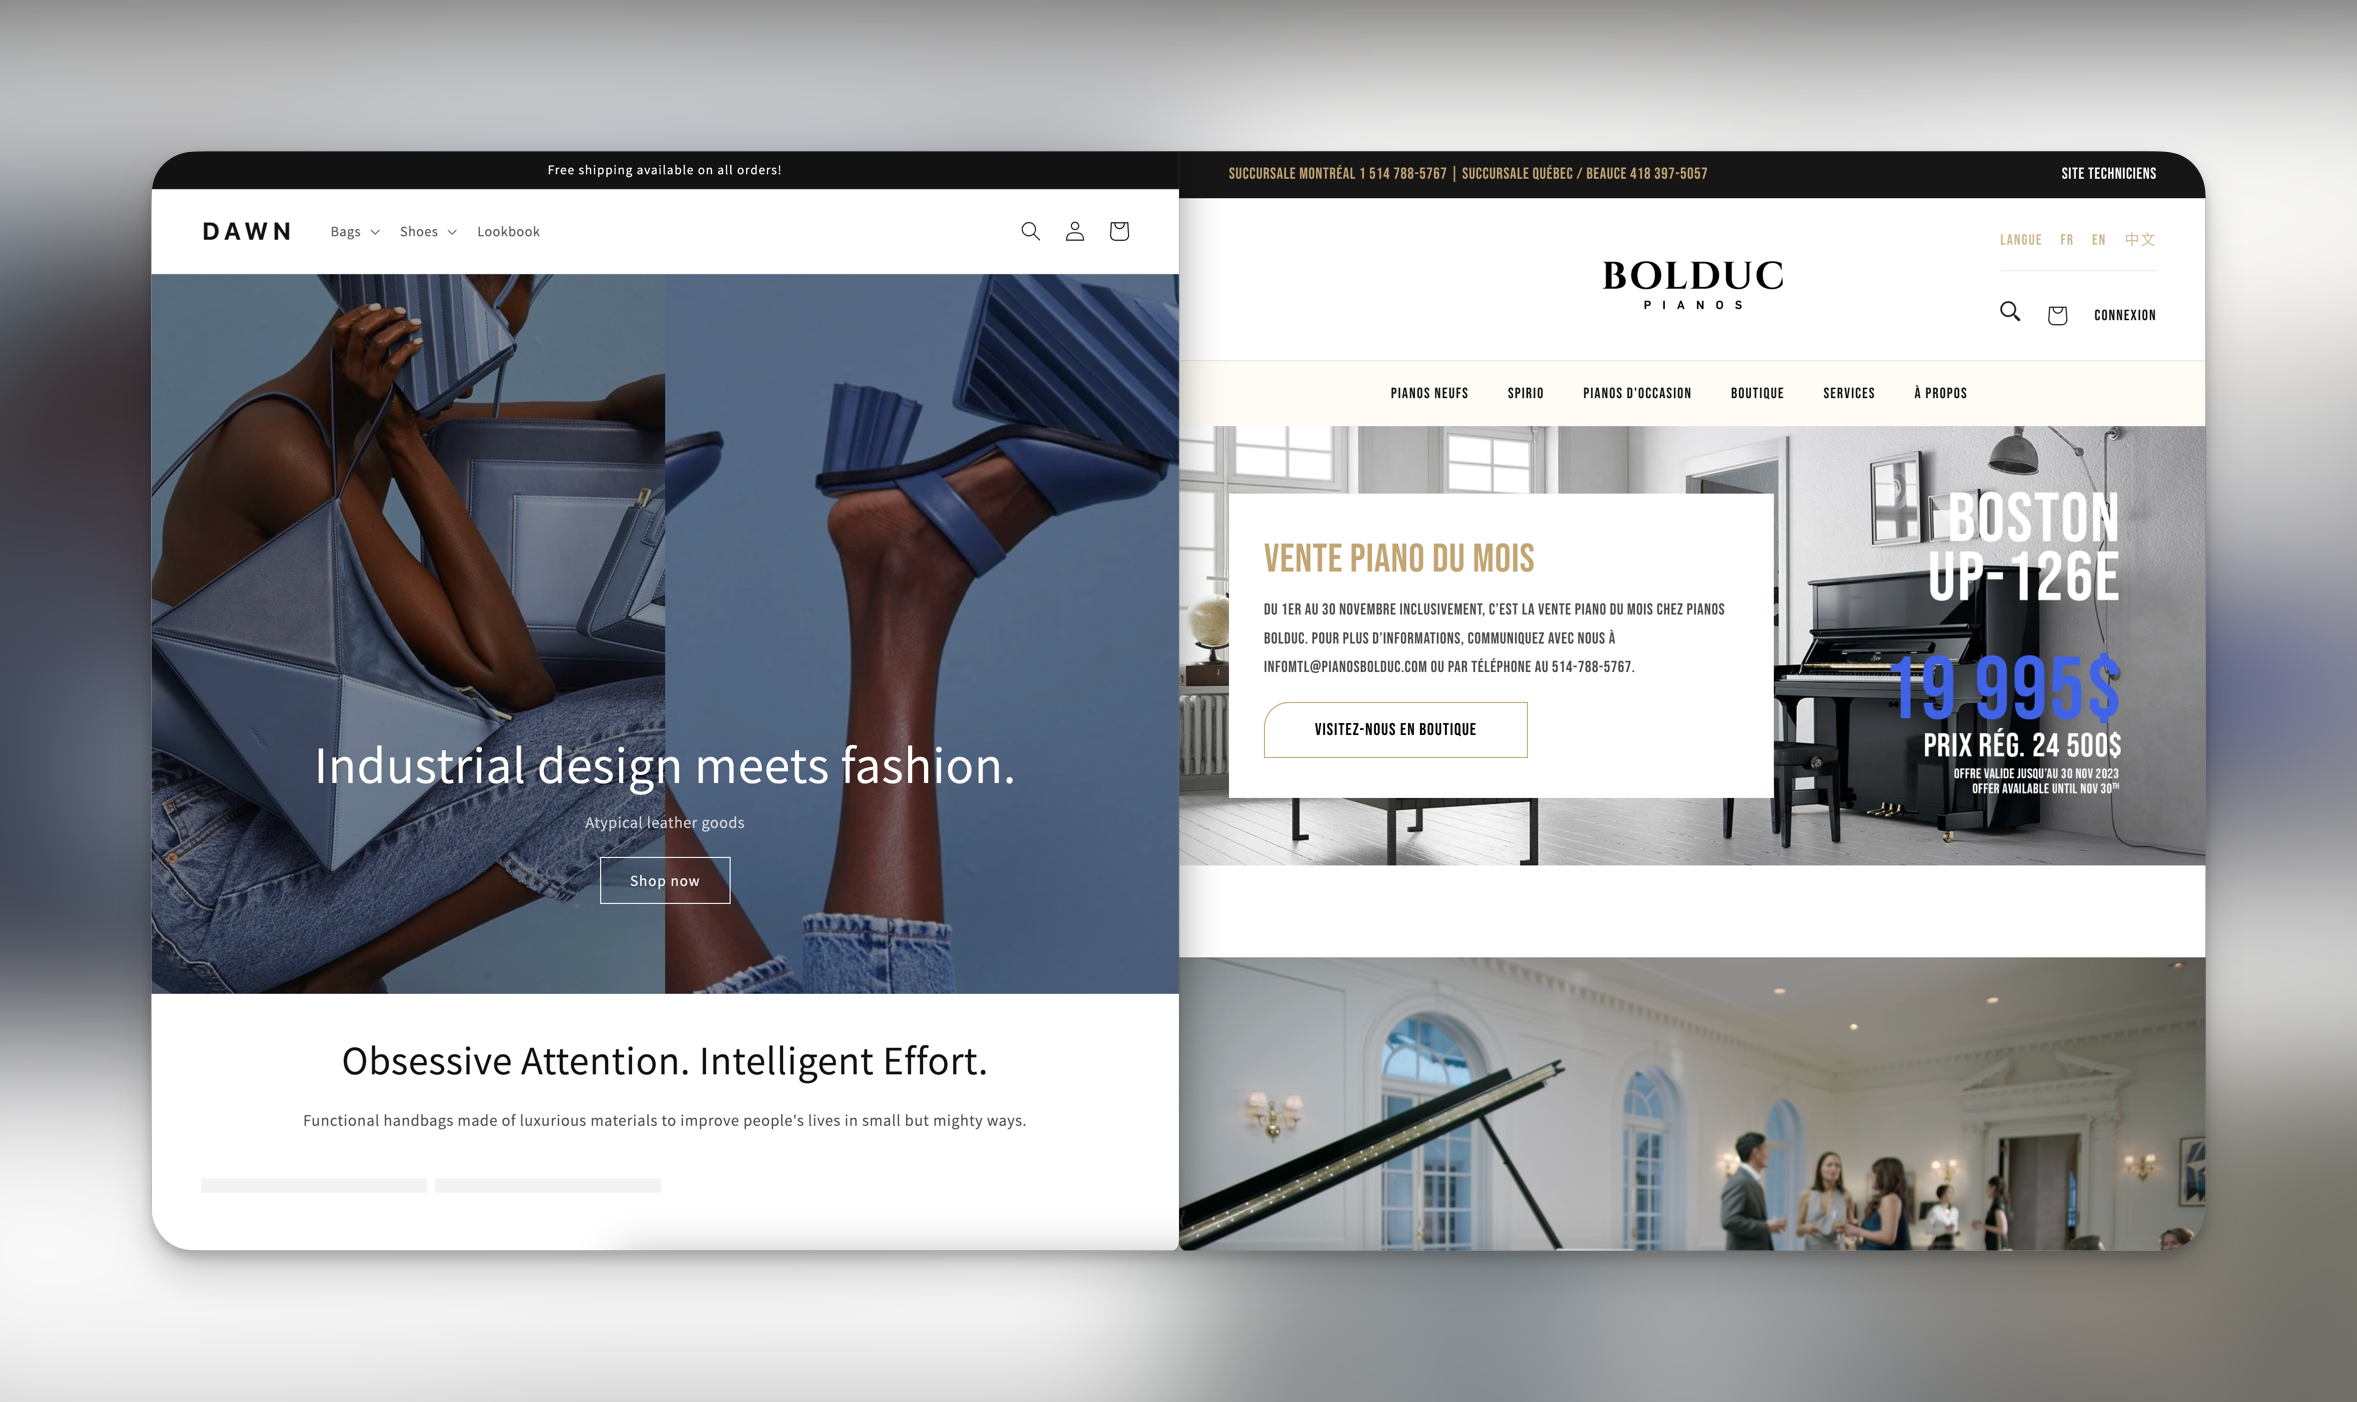 Free shipping available on all orders!
DAWN
Bags
Shoes
Lookbook
Industrial design meets fashion.
Atypical leather goods
Shop now
Obsessive Attention. Intelligent Effort.
Functional handbags made of luxurious materials to improve people's lives in small but mighty ways.
SUCCURSALE MONTRÉAL 1 514 788-5767 | SUCCURSALE QUÉBEC / BEAUCE 418 397-5057
SITE TECHNICIENS
LANGUE FR EN 中文
BOLDUC
PIANOS
CONNEXION
PIANOS NEUFS
SPIRIO
PIANOS D'OCCASION
BOUTIQUE
SERVICES
À PROPOS
VENTE PIANO DU MOIS
DU 1ER AU 30 NOVEMBRE INCLUSIVEMENT, C'EST LA VENTE PIANO DU MOIS CHEZ PIANOS
BOLDUC. POUR PLUS D'INFORMATIONS, COMMUNIQUEZ AVEC NOUS À
INFOMTL@PIANOSBOLDUC.COM OU PAR TÉLÉPHONE AU 514-788-5767.
VISITEZ-NOUS EN BOUTIQUE
BOSTON
UP-126E
19 995$
PRIX RÉG. 24 500$
OFFRE VALIDE JUSQU'AU 30 NOV 2023
OFFER AVAILABLE UNTIL NOV 30TH